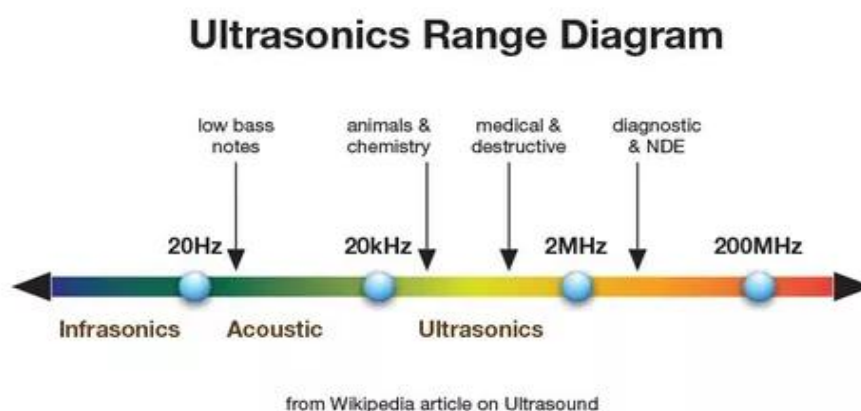 Ultrasonics Range Diagram
low bass
notes
animals &
chemistry
medical &
destructive
diagnostic
& NDE
20Hz
20kHz
2MHz
200MHz
Infrasonics
Acoustic
Ultrasonics
from Wikipedia article on Ultrasound